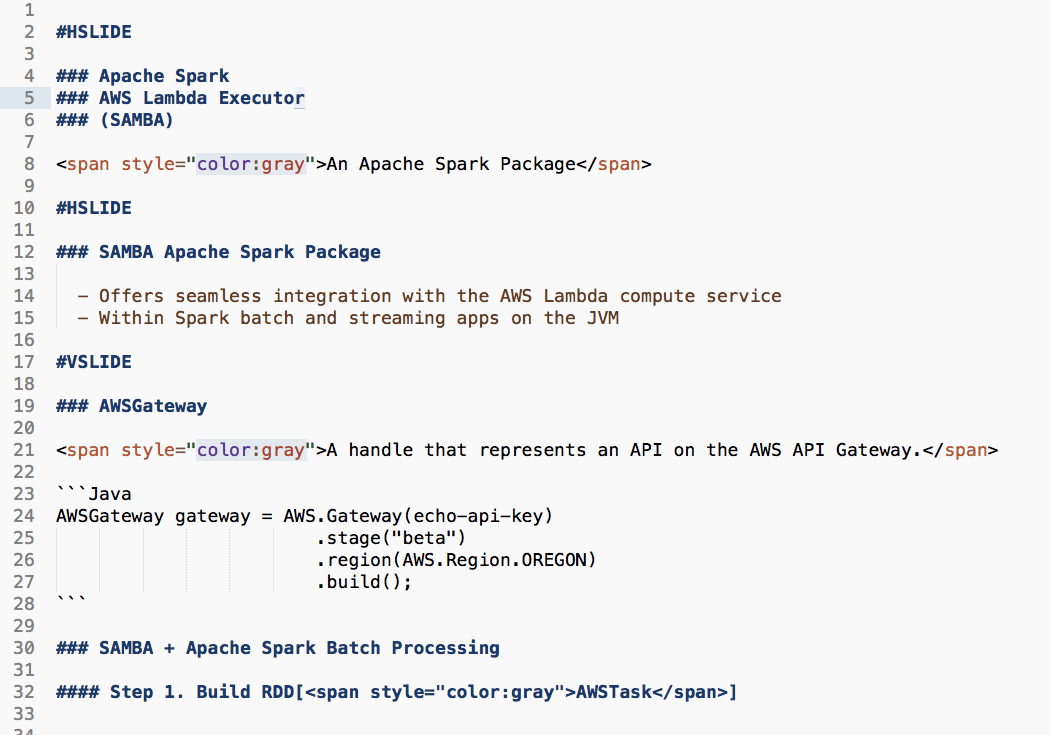 1
2 #HSLIDE
3
4 ### Apache Spark
5 ### AWS Lambda Executor
6 ### (SAMBA)
7
8 <span style="color:gray">An Apache Spark Package</span>
9
10 #HSLIDE
11
12 ### SAMBA Apache Spark Package
13
14   - Offers seamless integration with the AWS Lambda compute service
15   - Within Spark batch and streaming apps on the JVM
16
17 #VSLIDE
18
19 ### AWSGateway
20
21 <span style="color:gray">A handle that represents an API on the AWS API Gateway.</span>
22
23 ```Java
24 AWSGateway gateway = AWS.Gateway(echo-api-key)
25                         .stage("beta")
26                         .region(AWS.Region.OREGON)
27                         .build();
28 ```
29
30 ### SAMBA + Apache Spark Batch Processing
31
32 #### Step 1. Build RDD[<span style="color:gray">AWSTask</span>]
33
34